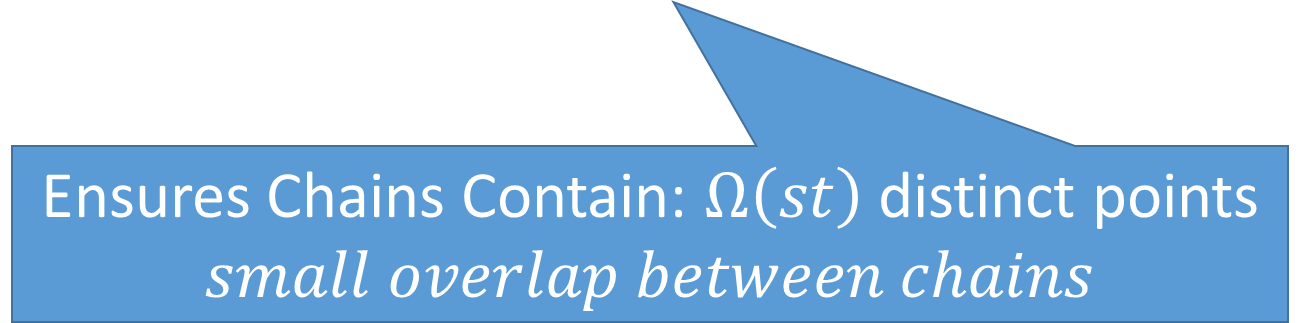 Ensures Chains Contain: Ω(st) distinct points
small overlap between chains